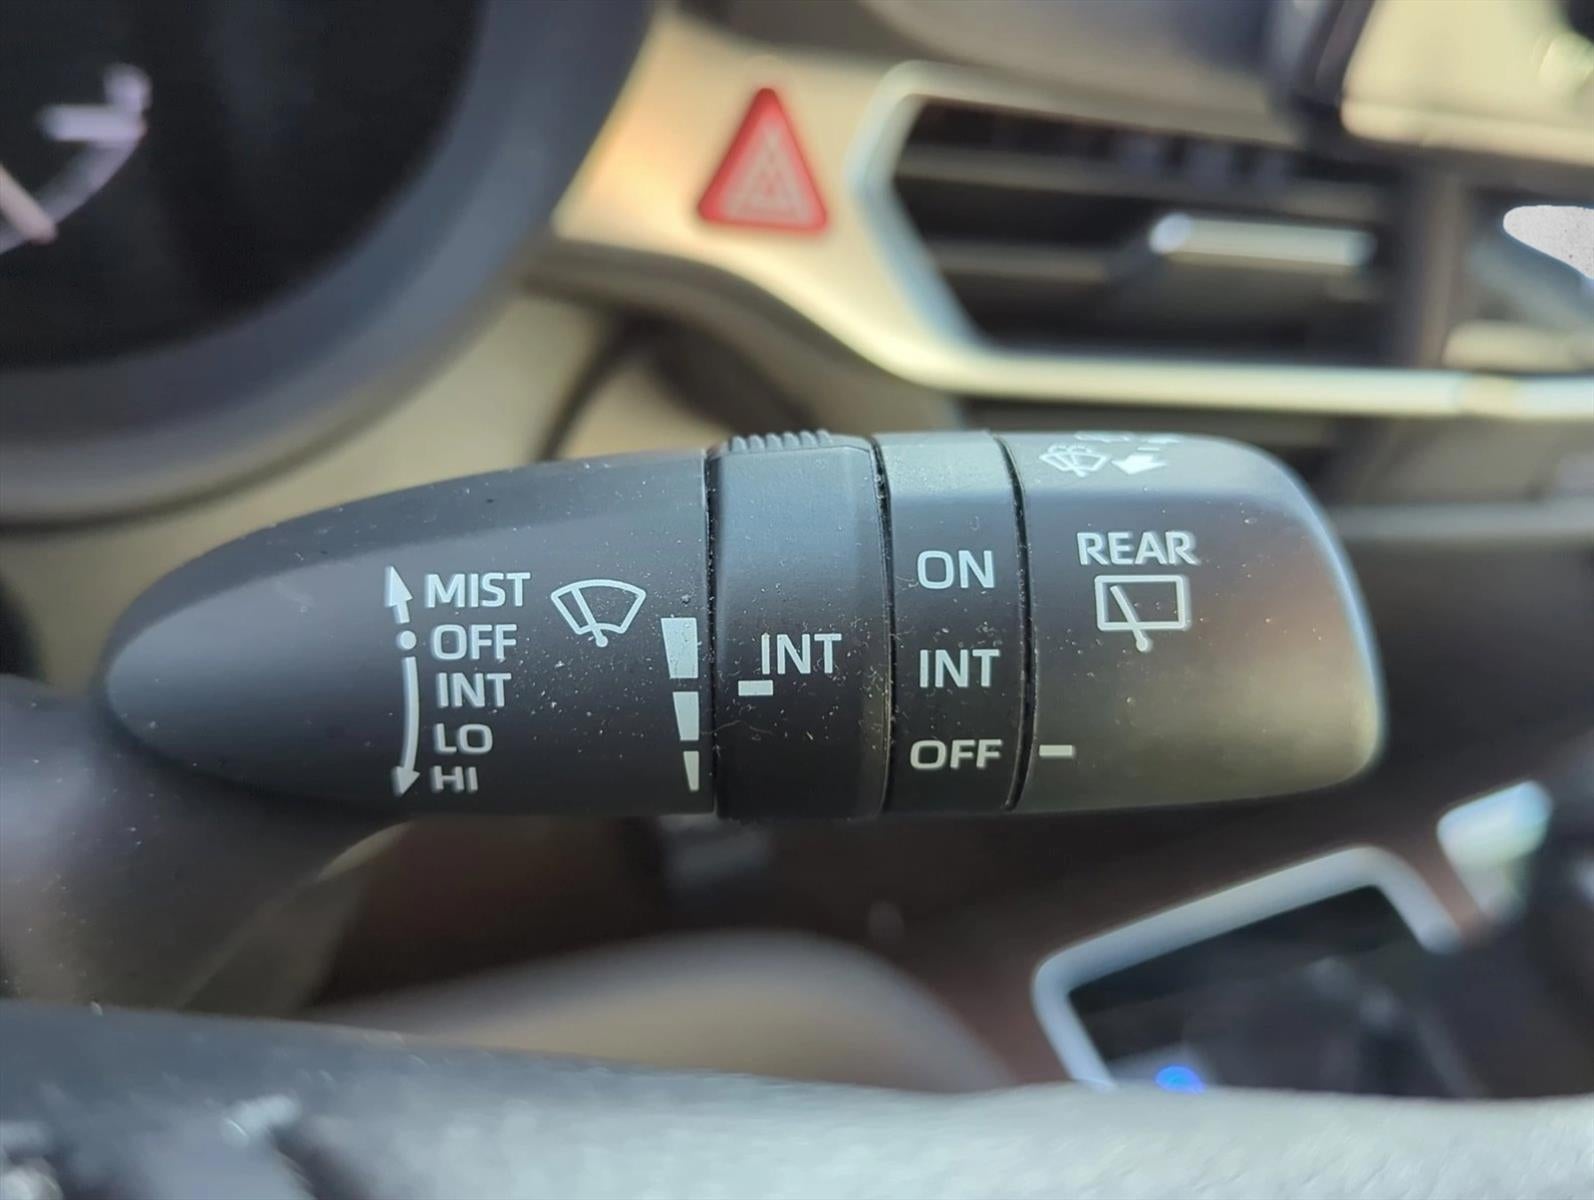 MIST
OFF
INT
LO
HI
INT
ON
INT
OFF
REAR